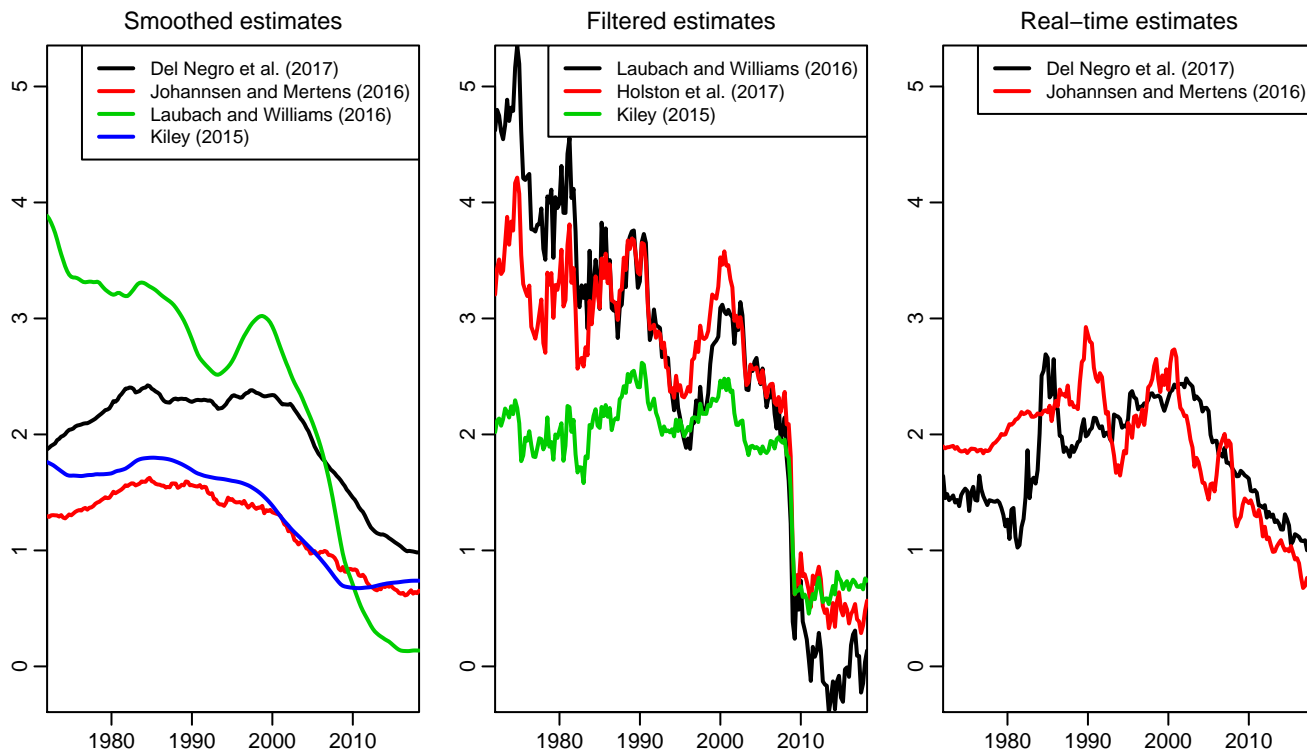 Smoothed estimates
Del Negro et al. (2017)
Johannsen and Mertens (2016)
Laubach and Williams (2016)
Kiley (2015)
5
4
3
2
1
0
1980 1990 2000 2010
Filtered estimates
Laubach and Williams (2016)
Holston et al. (2017)
Kiley (2015)
5
4
3
2
1
0
1980 1990 2000 2010
Real−time estimates
Del Negro et al. (2017)
Johannsen and Mertens (2016)
5
4
3
2
1
0
1980 1990 2000 2010